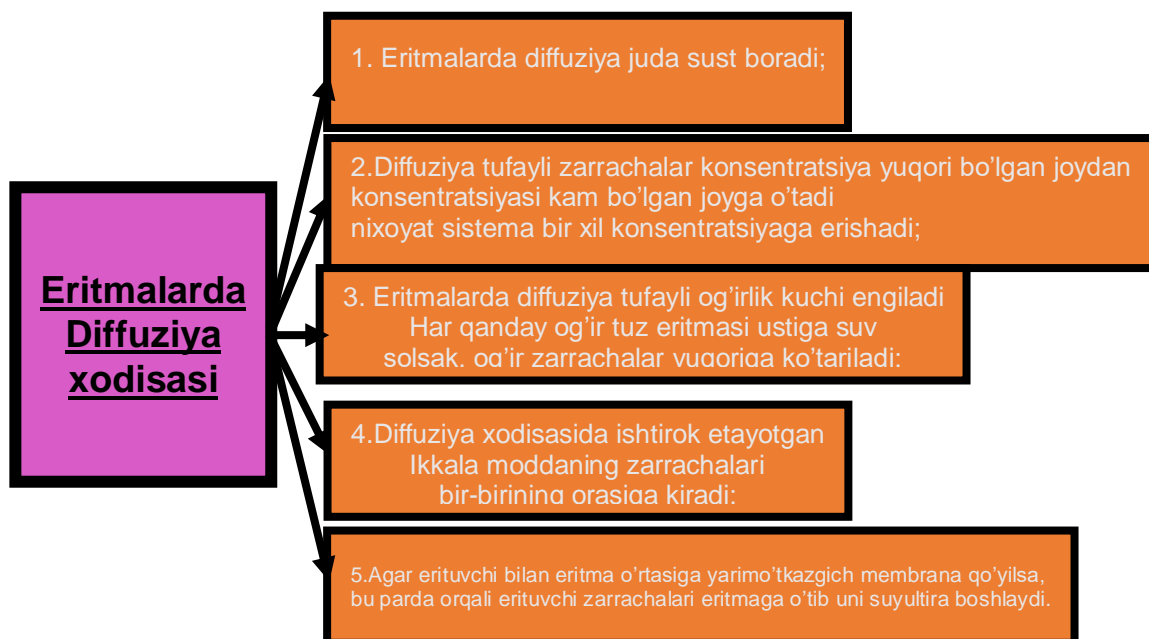 Eritmalarda
Diffuziya
xodisasi
1. Eritmalarda diffuziya juda sust boradi;
2.Diffuziya tufayli zarrachalar konsentratsiya yuqori bo’lgan joydan
konsentratsiyasi kam bo’lgan joyga o’tadi
nixoyat sistema bir xil konsentratsiyaga erishadi;
3. Eritmalarda diffuziya tufayli og’irlik kuchi engiladi
Har qanday og’ir tuz eritmasi ustiga suv
solsak, og’ir zarrachalar yuqoriga ko’tariladi;
4.Diffuziya xodisasida ishtirok etayotgan
Ikkala moddaning zarrachalari
bir-birining orasiga kiradi;
5.Agar erituvchi bilan eritma o’rtasiga yarimo’tkazgich membrana qo’yilsa,
bu parda orqali erituvchi zarrachalari eritmaga o’tib uni suyultira boshlaydi.